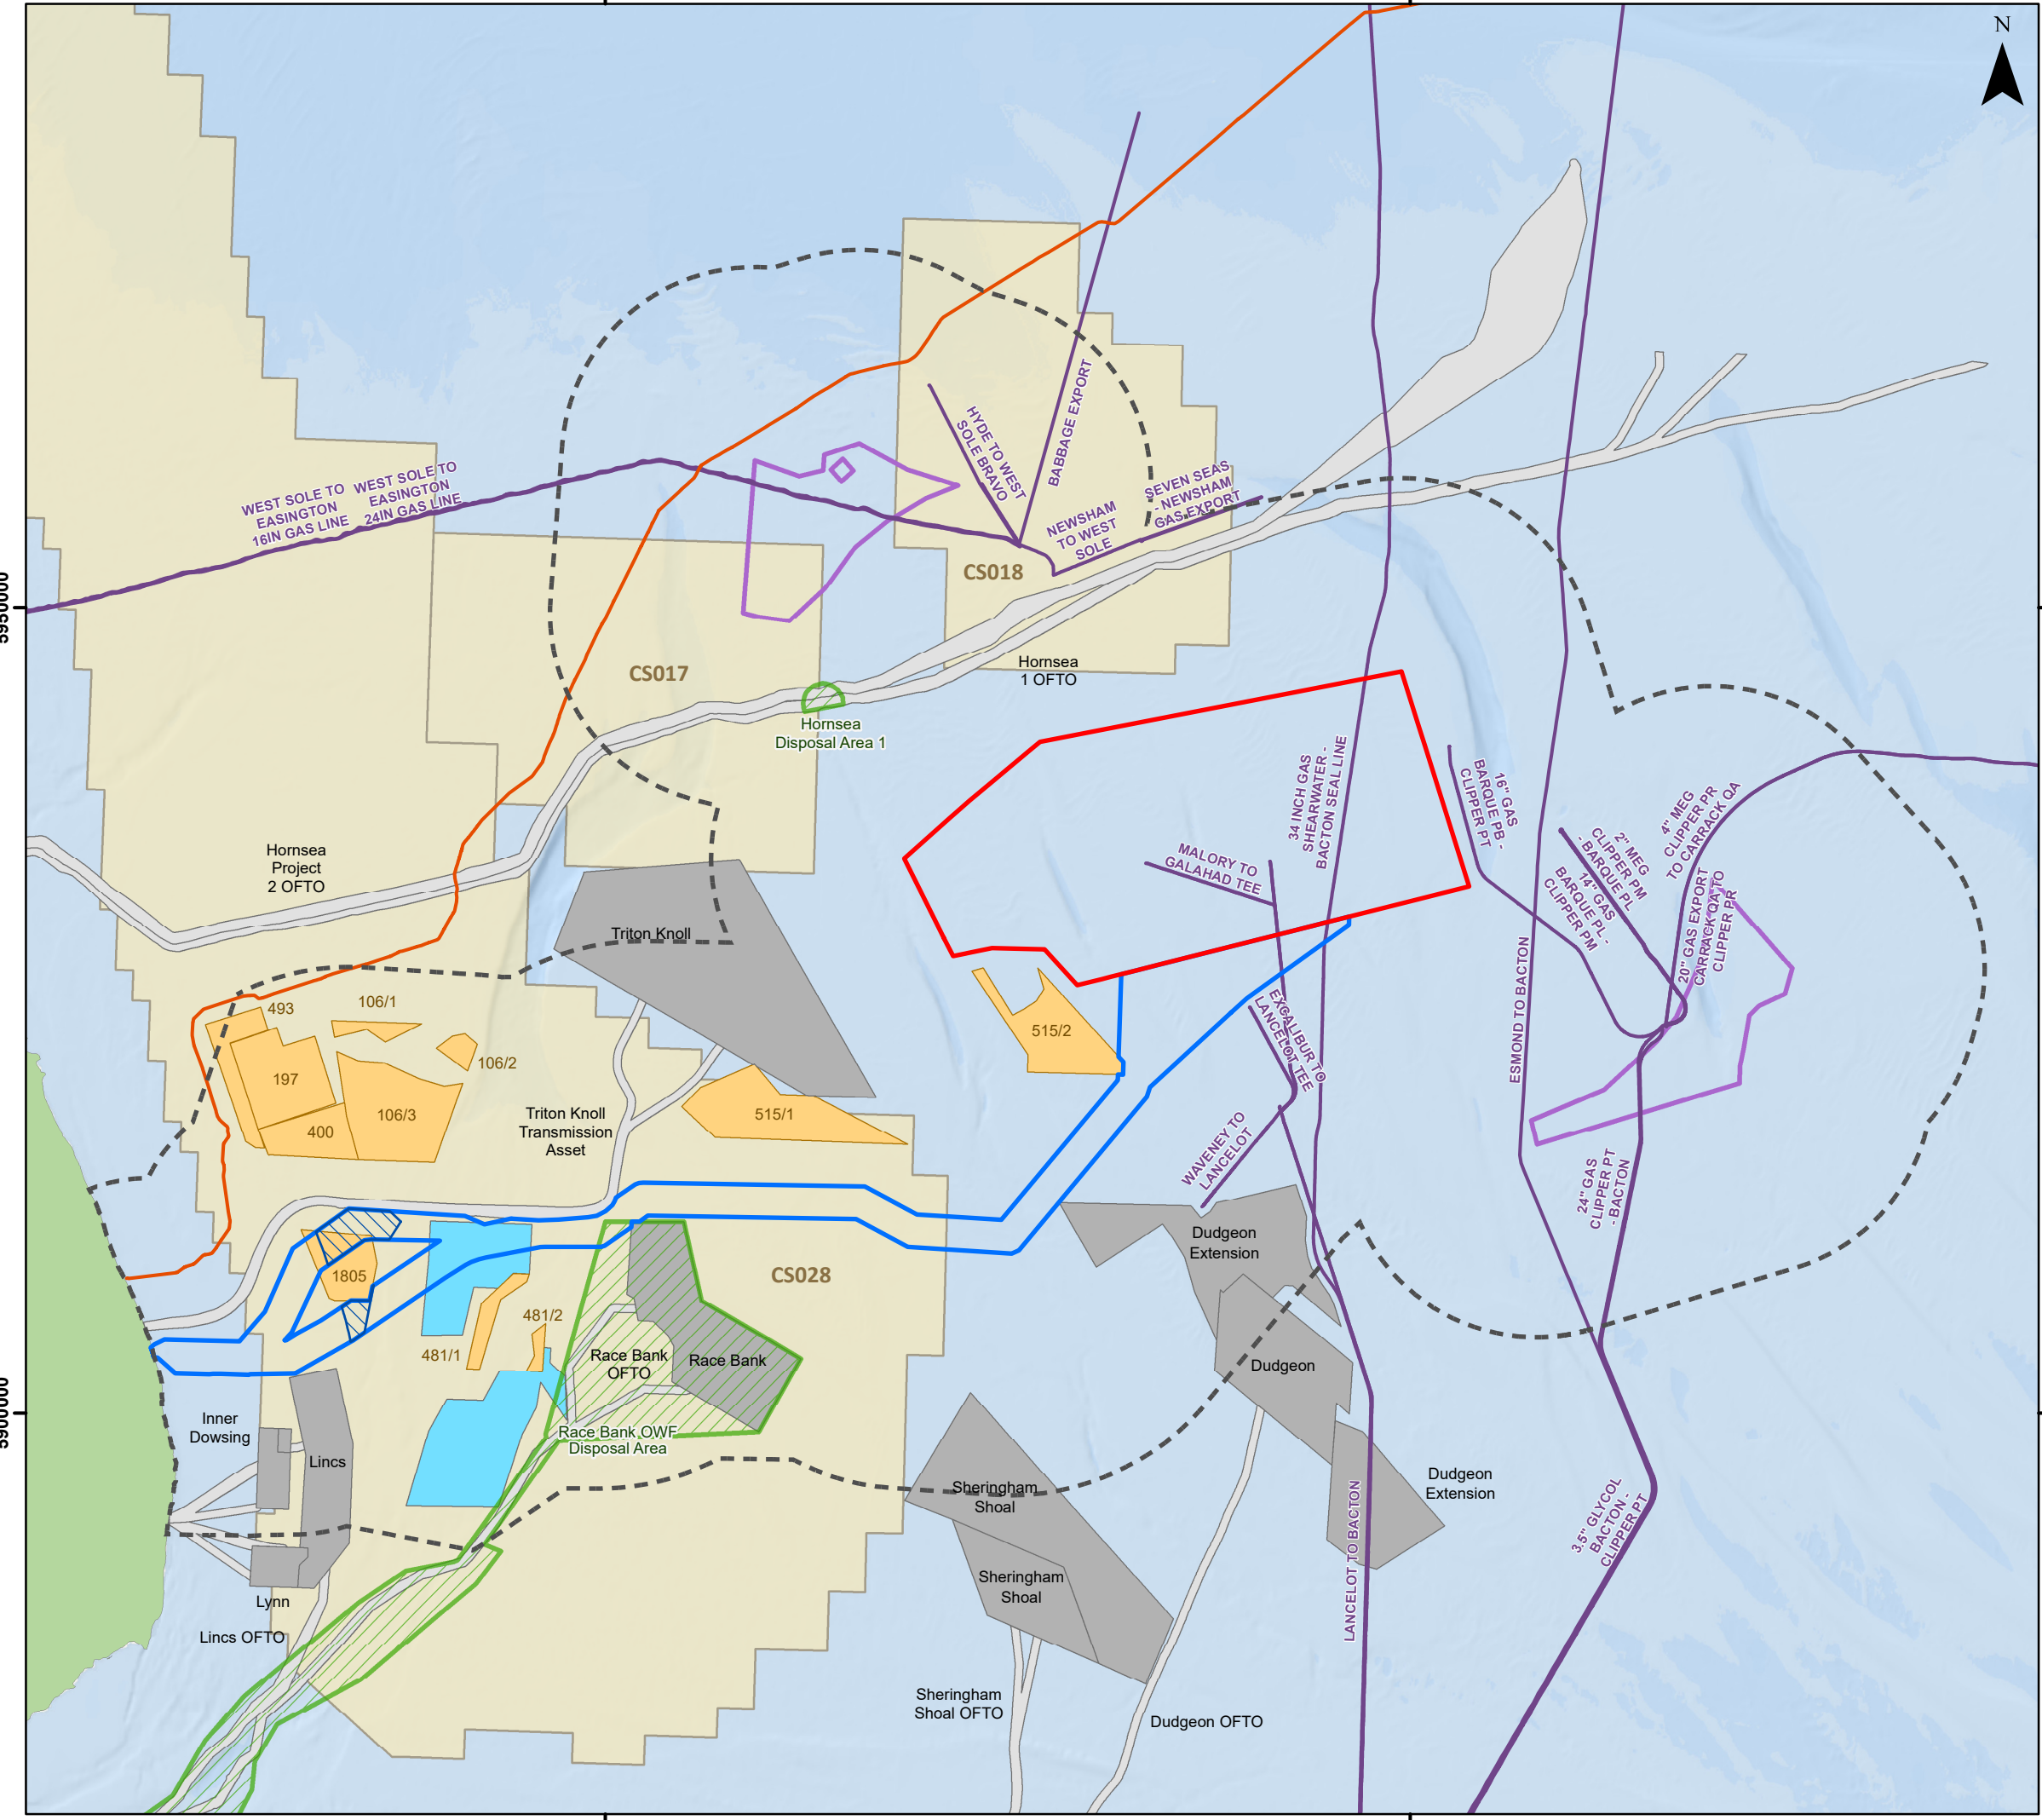 N
BABBAGE EXPORT
HYDE TO WEST
SOLE BRAVO
WEST SOLE TO
EASINGTON
16IN GAS LINE
WEST SOLE TO
EASINGTON
24IN GAS LINE
SEVEN SEAS
- NEWSHAM
GAS EXPORT
NEWSHAM
TO WEST
SOLE
CS018
5950000
CS017
Hornsea
1 OFTO
Hornsea
Disposal Area 1
34 INCH GAS
SHEARWATER -
BACTON SEAL LINE
16" GAS
BARQUE PB -
CLIPPER PT
4" MEG
CLIPPER PR
TO CARRACK QA
2" MEG
CLIPPER PM
- BARQUE PL
14" GAS
BARQUE PL -
CLIPPER PM
20" GAS EXPORT
CARRACK QA TO
CLIPPER PR
MALORY TO
GALAHAD TEE
Hornsea
Project
2 OFTO
Triton Knoll
493
106/1
106/2
197
106/3
400
515/2
515/1
Triton Knoll
Transmission
Asset
EXCALIBUR TO
LANCELOT TEE
ESMOND TO BACTON
WAVENEY TO
LANCELOT
24" GAS
CLIPPER PT
- BACTON
Dudgeon
Extension
1805
CS028
481/2
481/1
Race Bank
OFTO
Race Bank
Dudgeon
5900000
Inner
Dowsing
Lincs
Race Bank OWF
Disposal Area
Sheringham
Shoal
Dudgeon
Extension
LANCELOT TO BACTON
3.5" GLYCOL
BACTON -
CLIPPER PT
Sheringham
Shoal
Lynn
Lincs OFTO
Sheringham
Shoal OFTO
Dudgeon OFTO